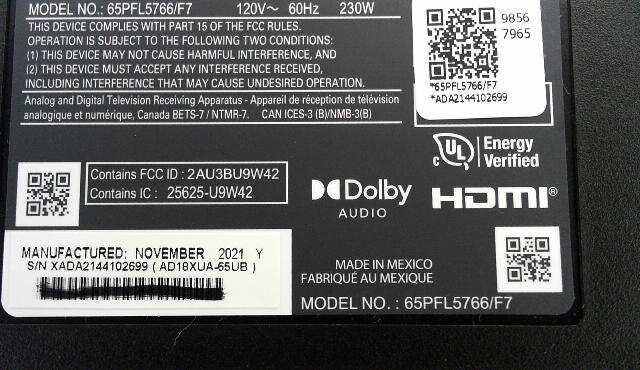 MODEL NO.: 65PFL5766/F7 120V~ 60Hz 230W
THIS DEVICE COMPLIES WITH PART 15 OF THE FCC RULES.
OPERATION IS SUBJECT TO THE FOLLOWING TWO CONDITIONS:
(1) THIS DEVICE MAY NOT CAUSE HARMFUL INTERFERENCE, AND
(2) THIS DEVICE MUST ACCEPT ANY INTERFERENCE RECEIVED,
INCLUDING INTERFERENCE THAT MAY CAUSE UNDESIRED OPERATION.
Analog and Digital Television Receiving Apparatus - Appareil de réception de télévision
analogique et numérique, Canada BETS-7 / NTMR-7. CAN ICES-3 (B)/NMB-3(B)
9856
7965
*65PFL5766/F7
*ADA2144102699
c UL Energy
Verified
Contains FCC ID : 2AU3BU9W42
Contains IC : 25625-U9W42
Dolby
AUDIO
HDMI®
MANUFACTURED: NOVEMBER 2021 Y
S/N XADA2144102699 ( AD18XUA-65UB )
MADE IN MEXICO
FABRIQUÉ AU MEXIQUE
MODEL NO. : 65PFL5766/F7